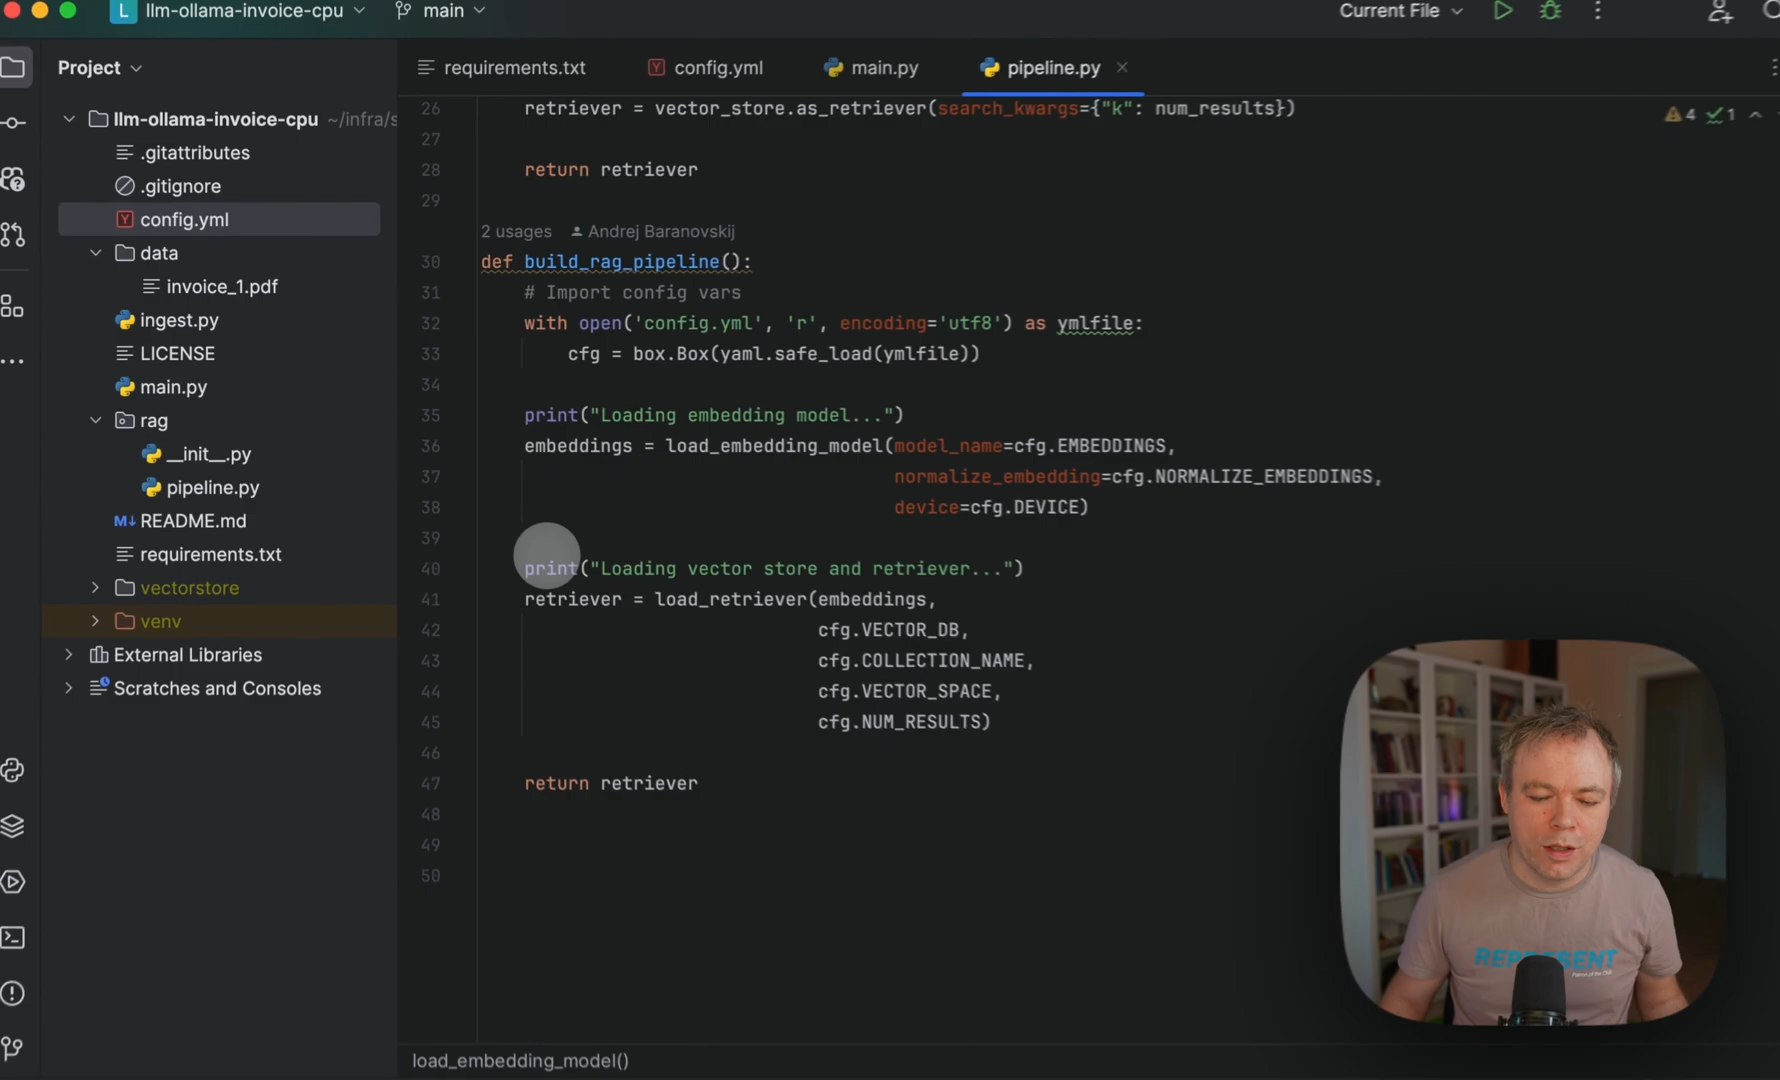 L llm-ollama-invoice-cpu main Current File
Project requirements.txt config.yml main.py pipeline.py
llm-ollama-invoice-cpu ~/infra/s
.gitattributes
.gitignore
config.yml
data
invoice_1.pdf
ingest.py
LICENSE
main.py
rag
__init__.py
pipeline.py
README.md
requirements.txt
vectorstore
venv
External Libraries
Scratches and Consoles
26 retriever = vector_store.as_retriever(search_kwargs={"k": num_results})
4 1
27
28 return retriever
29
2 usages Andrej Baranovskij
30 def build_rag_pipeline():
31 # Import config vars
32 with open('config.yml', 'r', encoding='utf8') as ymlfile:
33 cfg = box.Box(yaml.safe_load(ymlfile))
34
35 print("Loading embedding model...")
36 embeddings = load_embedding_model(model_name=cfg.EMBEDDINGS,
37 normalize_embedding=cfg.NORMALIZE_EMBEDDINGS,
38 device=cfg.DEVICE)
39
40 print("Loading vector store and retriever...")
41 retriever = load_retriever(embeddings,
42 cfg.VECTOR_DB,
43 cfg.COLLECTION_NAME,
44 cfg.VECTOR_SPACE,
45 cfg.NUM_RESULTS)
46
47 return retriever
48
49
50
load_embedding_model()
REPRESENT